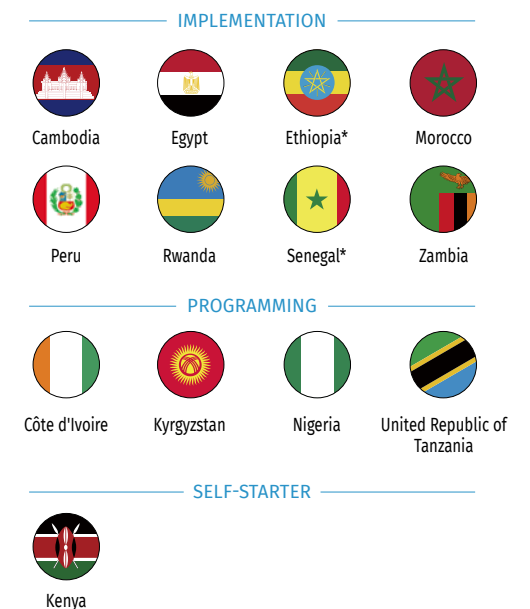 IMPLEMENTATION
Cambodia
Egypt
Ethiopia*
Morocco
Peru
Rwanda
Senegal*
Zambia
PROGRAMMING
Côte d'Ivoire
Kyrgyzstan
Nigeria
United Republic of
Tanzania
SELF-STARTER
Kenya